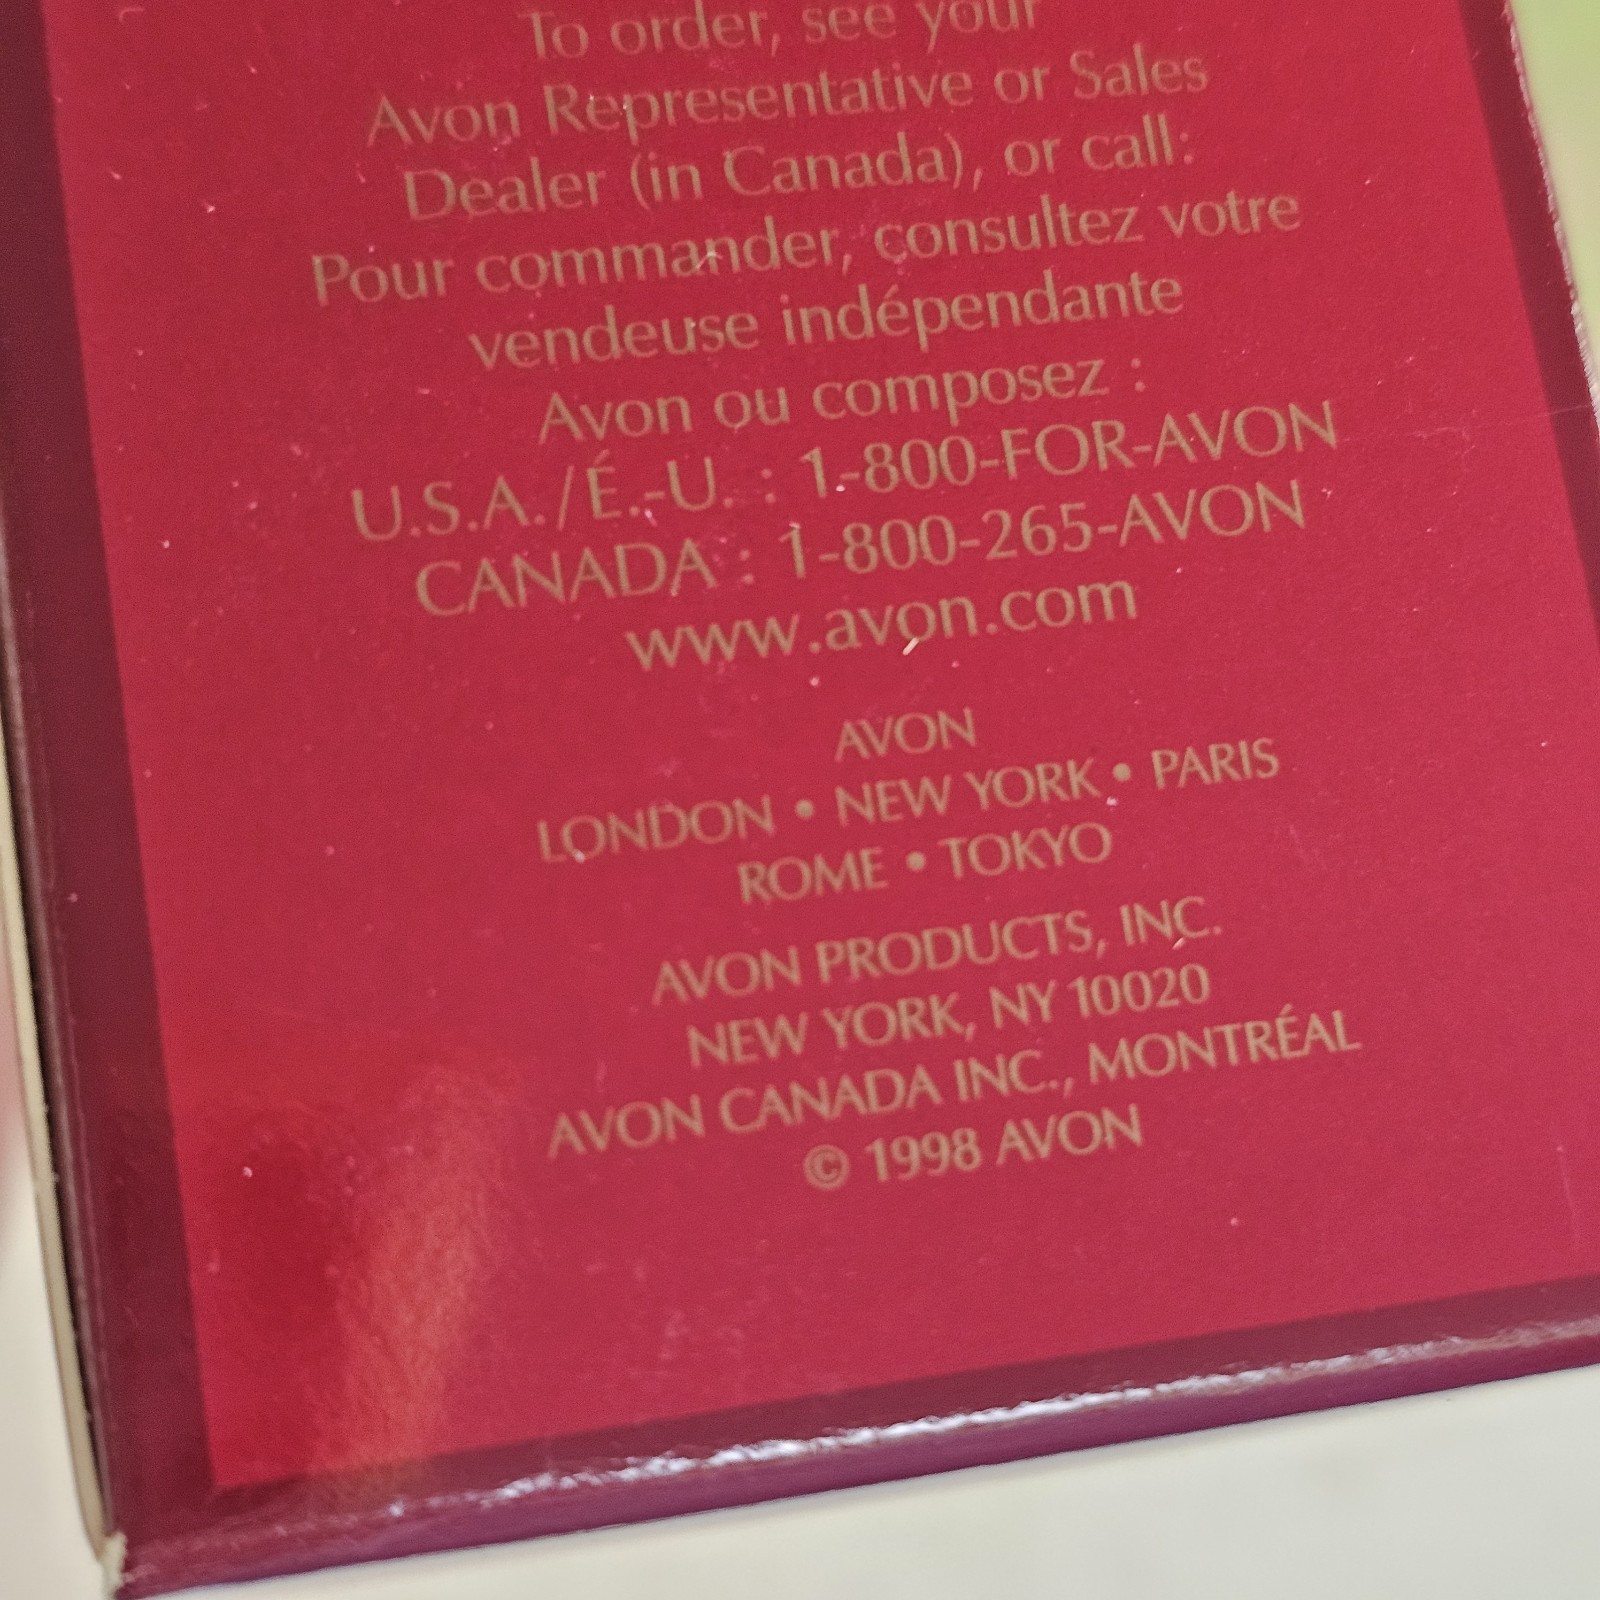 To order, see your
Avon Representative or Sales
Dealer (in Canada), or call:
Pour commander, consultez votre
vendeuse indépendante
Avon ou composez :
U.S.A./É.-U. : 1-800-FOR-AVON
CANADA : 1-800-265-AVON
www.avon.com
AVON
LONDON • NEW YORK • PARIS
ROME • TOKYO
AVON PRODUCTS, INC.
NEW YORK, NY 10020
AVON CANADA INC., MONTRÉAL
© 1998 AVON